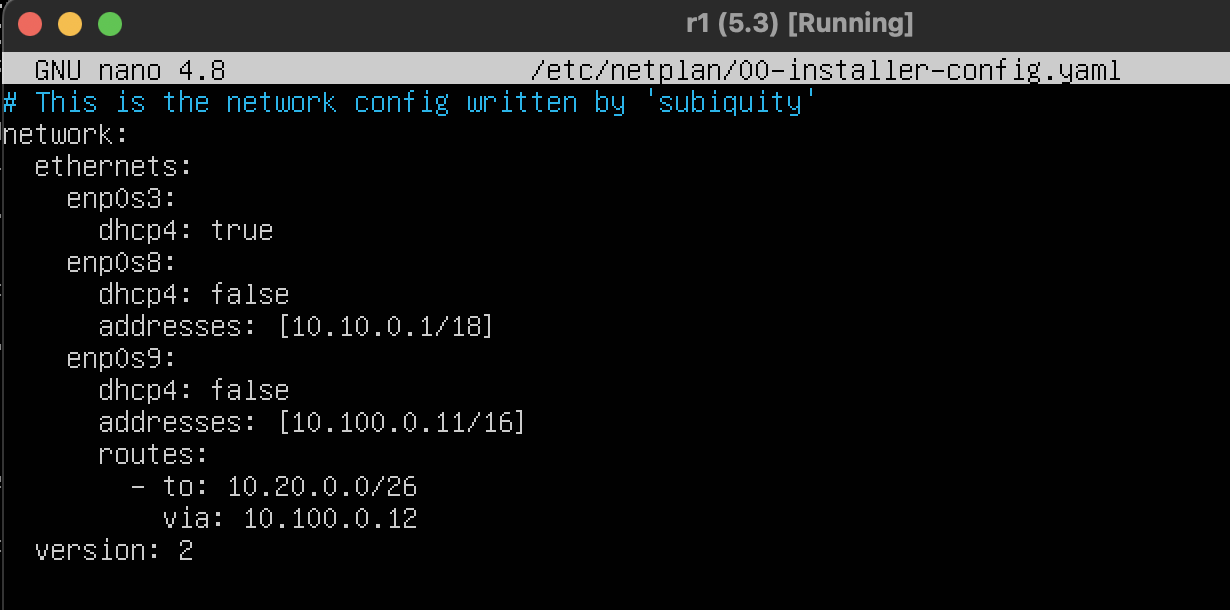 r1 (5.3) [Running]
GNU nano 4.8 /etc/netplan/00-installer-config.yaml
# This is the network config written by 'subiquity'
network:
  ethernets:
    enp0s3:
      dhcp4: true
    enp0s8:
      dhcp4: false
      addresses: [10.10.0.1/18]
    enp0s9:
      dhcp4: false
      addresses: [10.100.0.11/16]
      routes:
        - to: 10.20.0.0/26
          via: 10.100.0.12
  version: 2